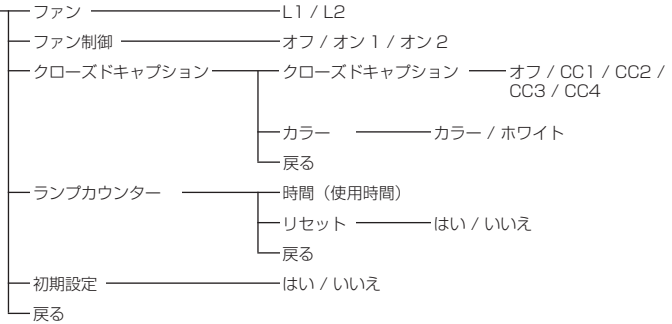 ファン L1 / L2
ファン制御 オフ / オン 1 / オン 2
クローズドキャプション クローズドキャプション オフ / CC1 / CC2 /
CC3 / CC4
カラー カラー / ホワイト
戻る
ランプカウンター 時間（使用時間）
リセット はい / いいえ
戻る
初期設定 はい / いいえ
戻る